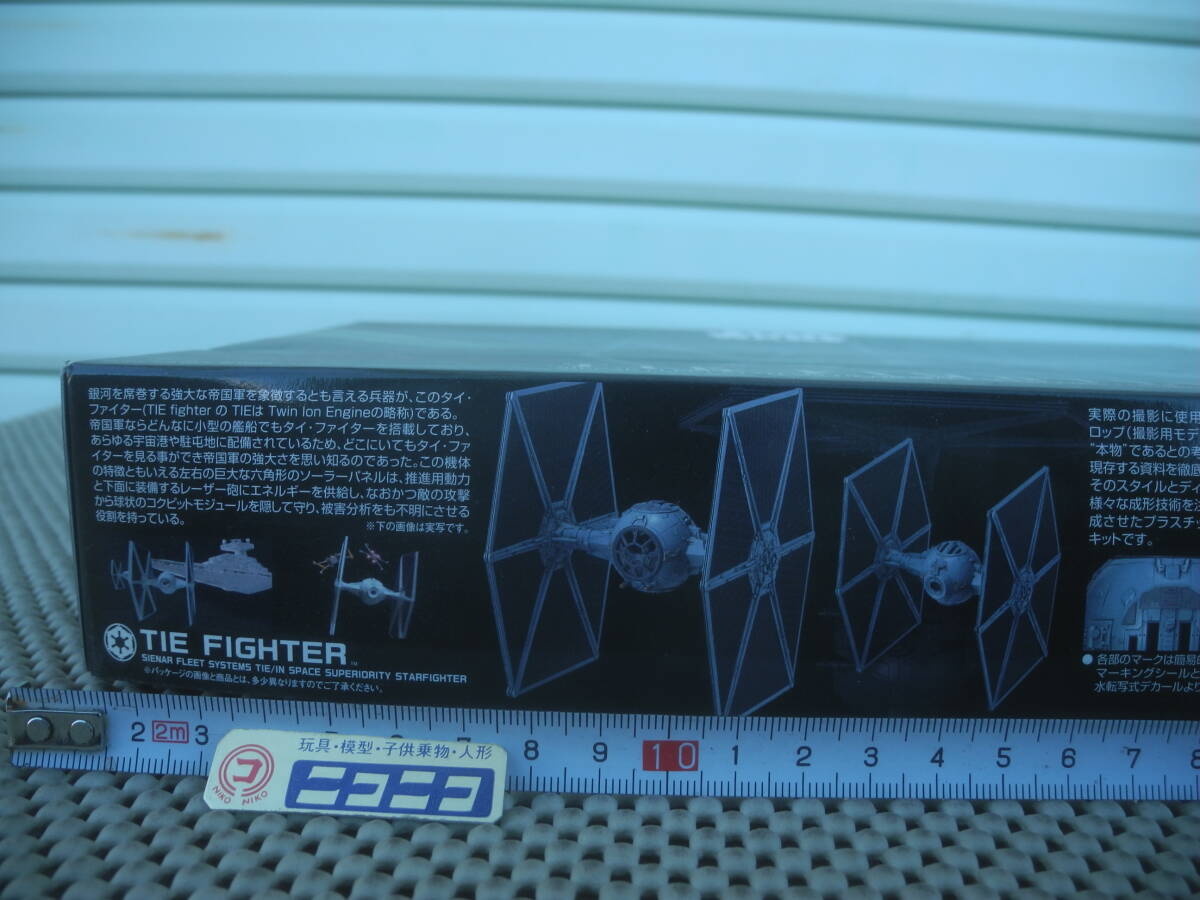 銀河を席巻する強大な帝国軍を象徴するとも言える兵器が、このタイ・
ファイター(TIE fighter の TIEは Twin Ion Engineの略称)である。
帝国軍ならどんなに小型の艦船でもタイ・ファイターを搭載しており、
あらゆる宇宙港や駐屯地に配備されているため、どこにいてもタイ・ファ
イターを見る事ができ帝国軍の強大さを思い知るのであった。この機体
の特徴ともいえる左右の巨大な六角形のソーラーパネルは、推進用動力
と下面に装備するレーザー砲にエネルギーを供給し、なおかつ敵の攻撃
から球状のコクピットモジュールを隠して守り、被害分析をも不明にさせる
役割を持っている。
※下の画像は実写です。
TIE FIGHTER
SIENAR FLEET SYSTEMS TIE/IN SPACE SUPERIORITY STARFIGHTER
※パッケージの画像と商品とは、多少異なりますのでご了承ください。
実際の撮影に使用
ロップ(撮影用モデ
"本物"であるとの考
現存する資料を徹底
そのスタイルとディ
様々な成形技術を
成させたプラスチ
キットです。
● 各部のマークは簡易
マーキングシールと
水転写式デカールよ
2 2m 3 7 8 9 10 1 2 3 4 5 6 7 8
玩具・模型・子供乗物・人形
コ
NIKO NIKO
ニコニコ